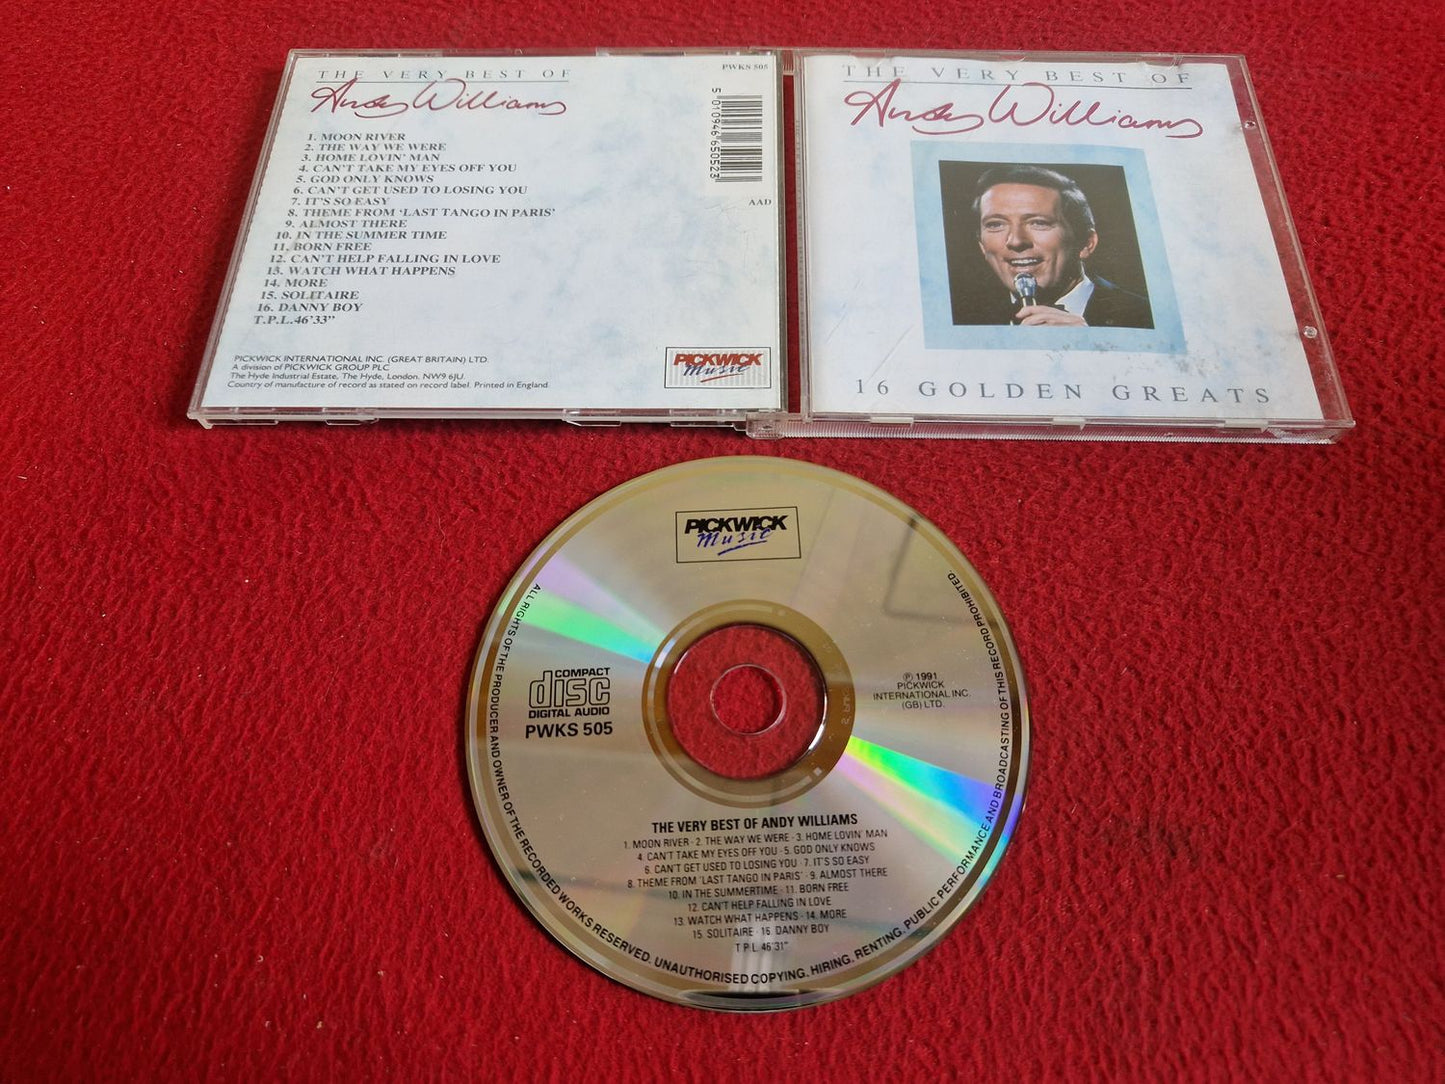 THE VERY BEST OF
Andy Williams
PWKS 505
5 010946 650523
AAD
1. MOON RIVER
2. THE WAY WE WERE
3. HOME LOVIN' MAN
4. CAN'T TAKE MY EYES OFF YOU
5. GOD ONLY KNOWS
6. CAN'T GET USED TO LOSING YOU
7. IT'S SO EASY
8. THEME FROM 'LAST TANGO IN PARIS'
9. ALMOST THERE
10. IN THE SUMMER TIME
11. BORN FREE
12. CAN'T HELP FALLING IN LOVE
13. WATCH WHAT HAPPENS
14. MORE
15. SOLITAIRE
16. DANNY BOY
T.P.L.46'33"
PICKWICK INTERNATIONAL INC. (GREAT BRITAIN) LTD.
A division of PICKWICK GROUP PLC
The Hyde Industrial Estate, The Hyde, London. NW9 6JU.
Country of manufacture of record as stated on record label. Printed in England.
PICKWICK
Music
THE VERY BEST OF
Andy Williams
16 GOLDEN GREATS
PICKWICK
Music
COMPACT
disc
DIGITAL AUDIO
PWKS 505
℗ 1991
PICKWICK
INTERNATIONAL INC.
(GB) LTD.
THE VERY BEST OF ANDY WILLIAMS
1. MOON RIVER · 2. THE WAY WE WERE · 3. HOME LOVIN' MAN
4. CAN'T TAKE MY EYES OFF YOU · 5. GOD ONLY KNOWS
6. CAN'T GET USED TO LOSING YOU · 7. IT'S SO EASY
8. THEME FROM 'LAST TANGO IN PARIS' · 9. ALMOST THERE
10. IN THE SUMMERTIME · 11. BORN FREE
12. CAN'T HELP FALLING IN LOVE
13. WATCH WHAT HAPPENS · 14. MORE
15. SOLITAIRE · 16. DANNY BOY
T.P.L. 46'31"
ALL RIGHTS OF THE PRODUCER AND OWNER OF THE RECORDED WORKS RESERVED. UNAUTHORISED COPYING, HIRING, RENTING, PUBLIC PERFORMANCE AND BROADCASTING OF THIS RECORD PROHIBITED.